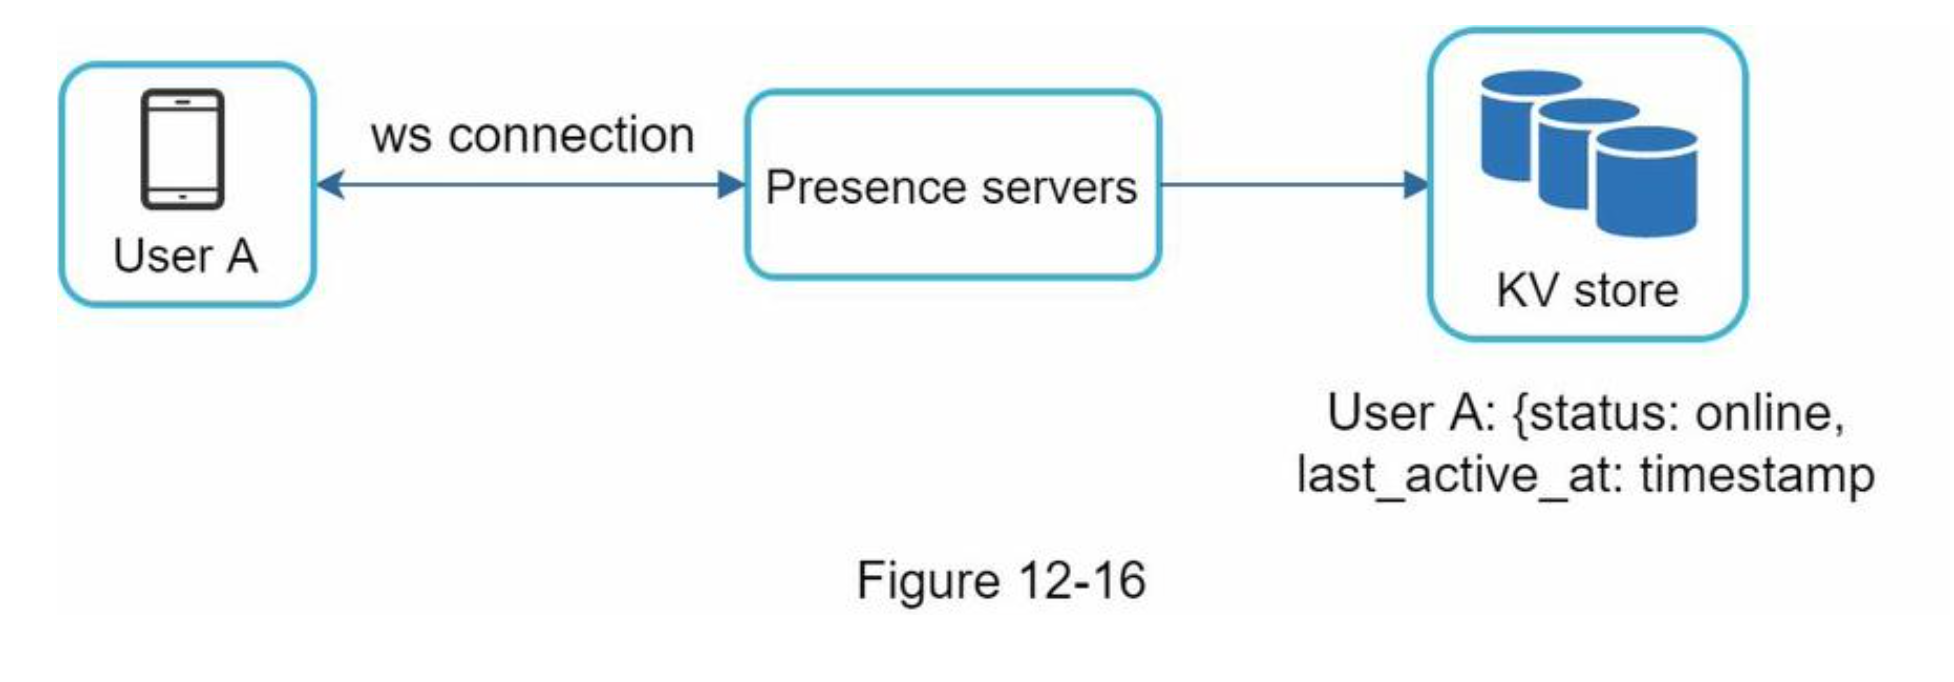 ws connection
Presence servers
User A
KV store
User A: {status: online,
last_active_at: timestamp
Figure 12-16